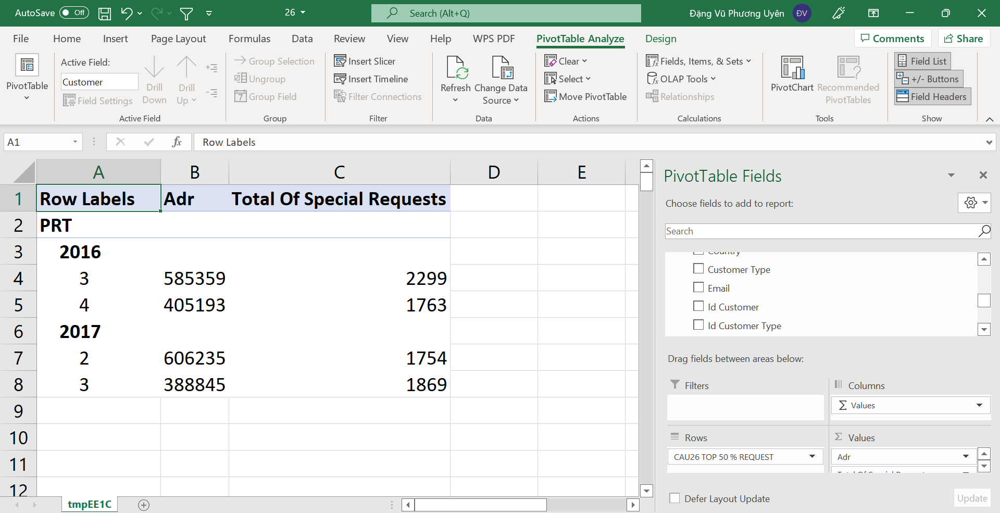 AutoSave Off 26 Search (Alt+Q) Đặng Vũ Phương Uyên ĐV
File Home Insert Page Layout Formulas Data Review View Help WPS PDF PivotTable Analyze Design Comments Share
PivotTable
Active Field:
Customer
Field Settings
Drill Down
Drill Up
Active Field
Group Selection
Ungroup
7 Group Field
Group
Insert Slicer
Insert Timeline
Filter Connections
Filter
Refresh
Change Data Source
Data
Clear
Select
Move PivotTable
Actions
Fields, Items, & Sets
OLAP Tools
Relationships
Calculations
PivotChart
Recommended PivotTables
Tools
Field List
+/- Buttons
Field Headers
Show
A1 fx Row Labels
A B C D E
1 Row Labels Adr Total Of Special Requests
2 PRT
3 2016
4 3 585359 2299
5 4 405193 1763
6 2017
7 2 606235 1754
8 3 388845 1869
9
10
11
12
tmpEE1C
PivotTable Fields
Choose fields to add to report:
Search
Country
Customer Type
Email
Id Customer
Id Customer Type
Drag fields between areas below:
Filters
Columns
Σ Values
Rows
CAU26 TOP 50 % REQUEST
Σ Values
Adr
Defer Layout Update
Update